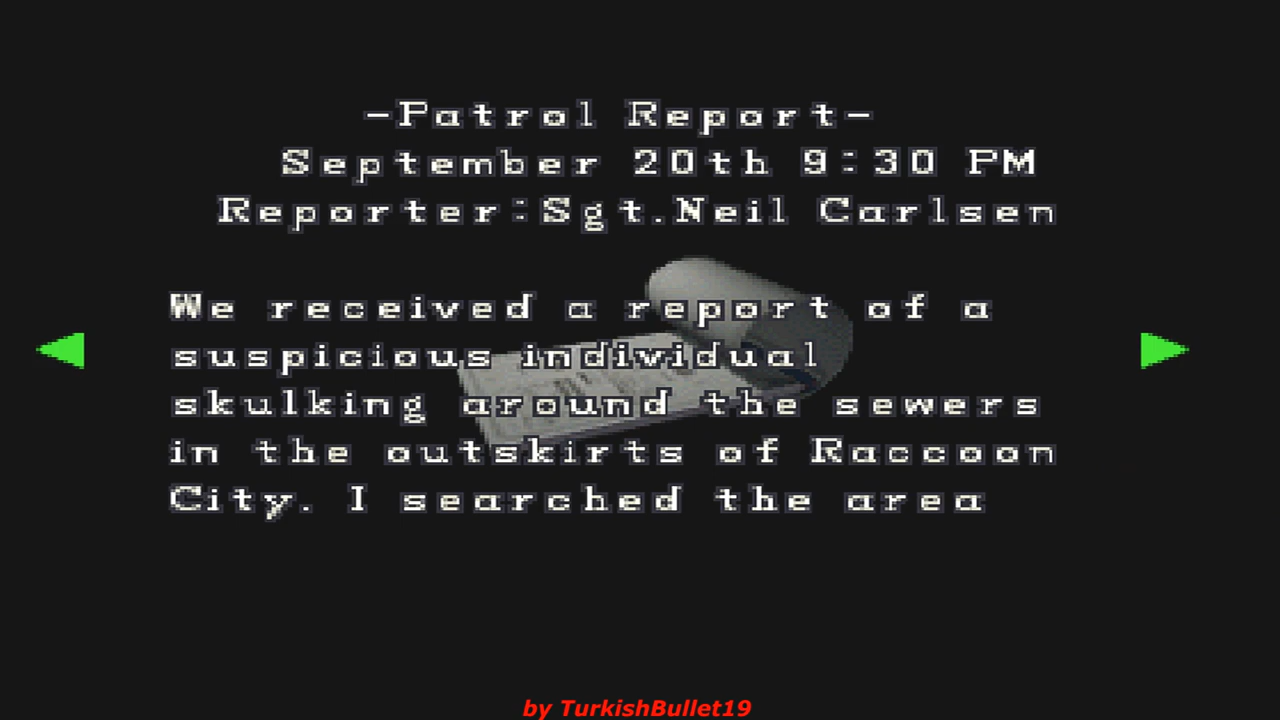 -Patrol Report-
September 20th 9:30 PM
Reporter:Sgt.Neil Carlsen
We received a report of a
suspicious individual
skulking around the sewers
in the outskirts of Raccoon
City. I searched the area
by TurkishBullet19